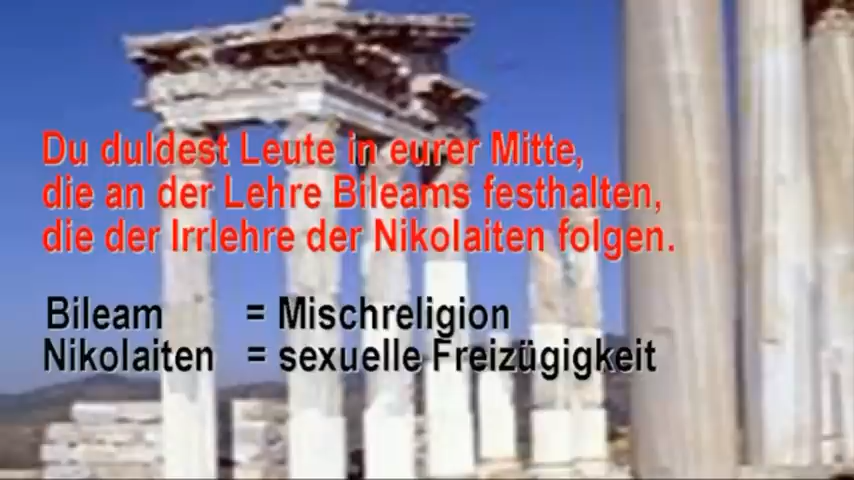 Du duldest Leute in eurer Mitte,
die an der Lehre Bileams festhalten,
die der Irrlehre der Nikolaiten folgen.
Bileam = Mischreligion
Nikolaiten = sexuelle Freizügigkeit